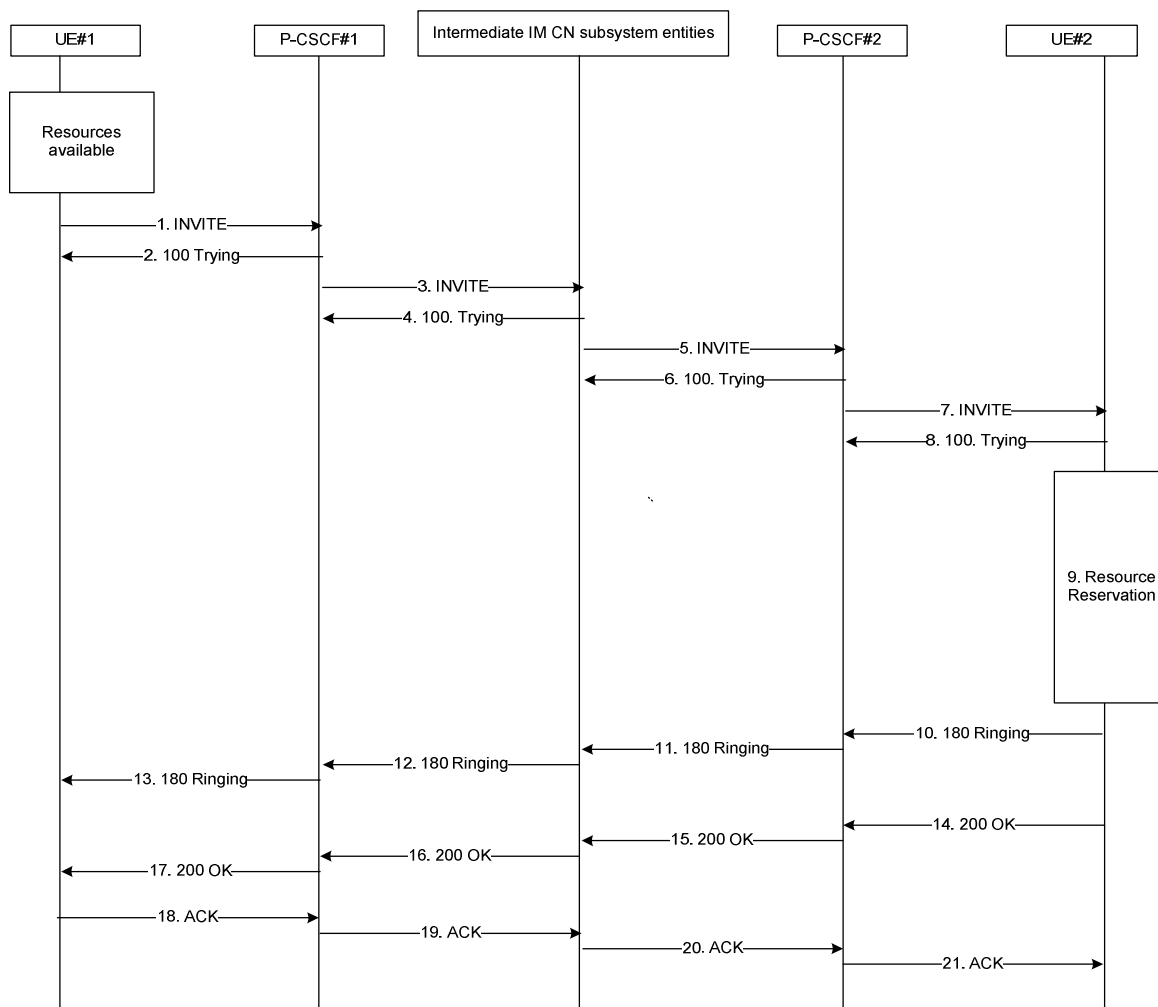 UE#1
P-CSCF#1
Intermediate IM CN subsystem entities
P-CSCF#2
UE#2
Resources
available
1. INVITE
2. 100 Trying
3. INVITE
4. 100. Trying
5. INVITE
6. 100. Trying
7. INVITE
8. 100. Trying
9. Resource
Reservation
10. 180 Ringing
11. 180 Ringing
12. 180 Ringing
13. 180 Ringing
14. 200 OK
15. 200 OK
16. 200 OK
17. 200 OK
18. ACK
19. ACK
20. ACK
21. ACK